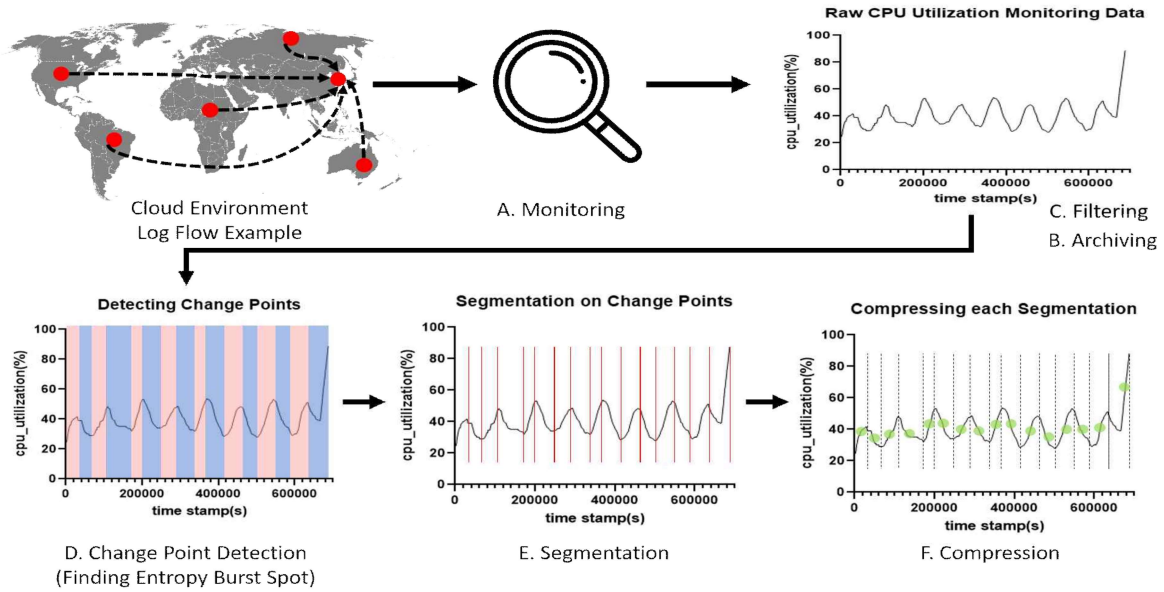 Raw CPU Utilization Monitoring Data
cpu_utilization(%)
100
80
60
40
20
0
0 200000 400000 600000
time stamp(s)
Cloud Environment
Log Flow Example
A. Monitoring
C. Filtering
B. Archiving
Detecting Change Points
cpu_utilization(%)
100
80
60
40
20
0
0 200000 400000 600000
time stamp(s)
D. Change Point Detection
(Finding Entropy Burst Spot)
Segmentation on Change Points
cpu_utilization(%)
100
80
60
40
20
0
0 200000 400000 600000
time stamp(s)
E. Segmentation
Compressing each Segmentation
cpu_utilization(%)
100
80
60
40
20
0
0 200000 400000 600000
time stamp(s)
F. Compression